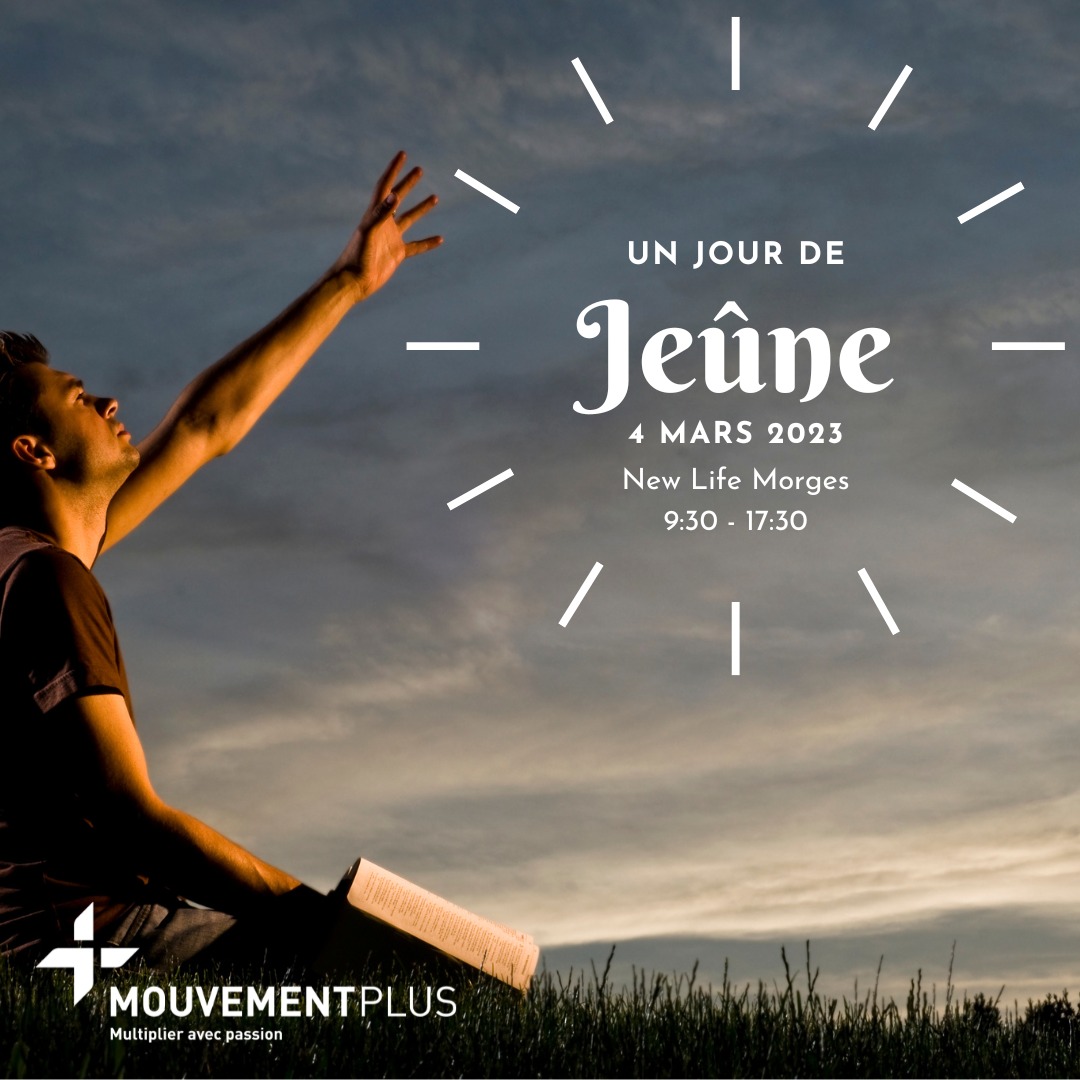 UN JOUR DE
Jeûne
4 MARS 2023
New Life Morges
9:30 - 17:30
MOUVEMENTPLUS
Multiplier avec passion